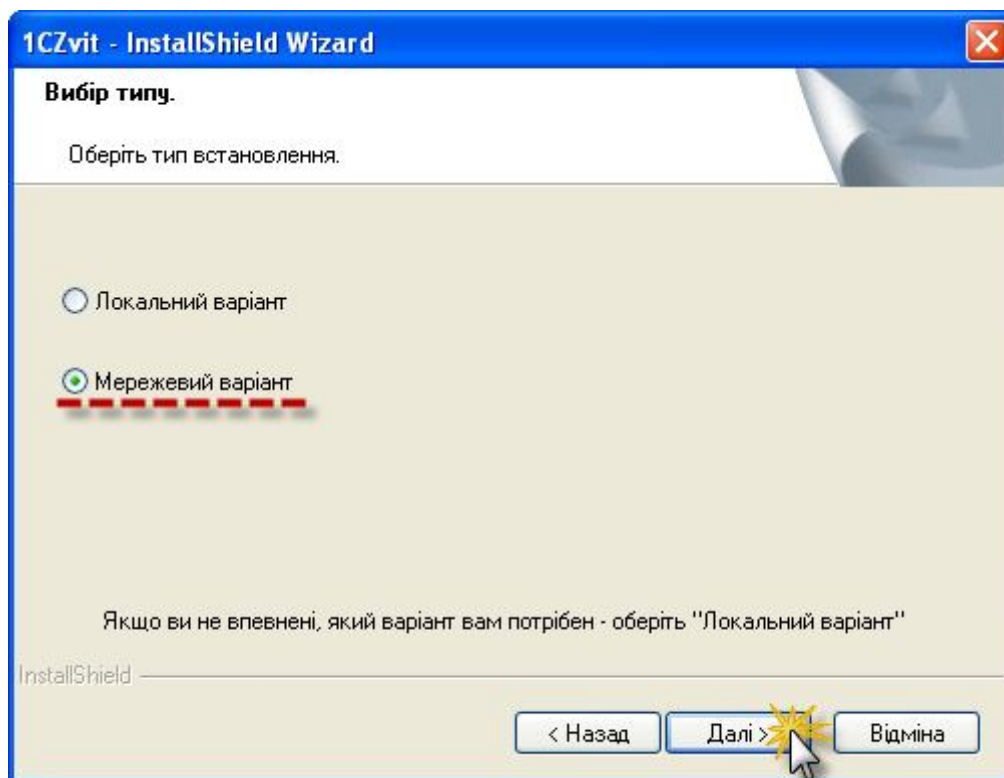 1CZvit - InstallShield Wizard
Вибір типу.
Оберіть тип встановлення.
Локальний варіант
Мережевий варіант
Якщо ви не впевнені, який варіант вам потрібен - оберіть "Локальний варіант"
InstallShield
< Назад Далі > Відміна